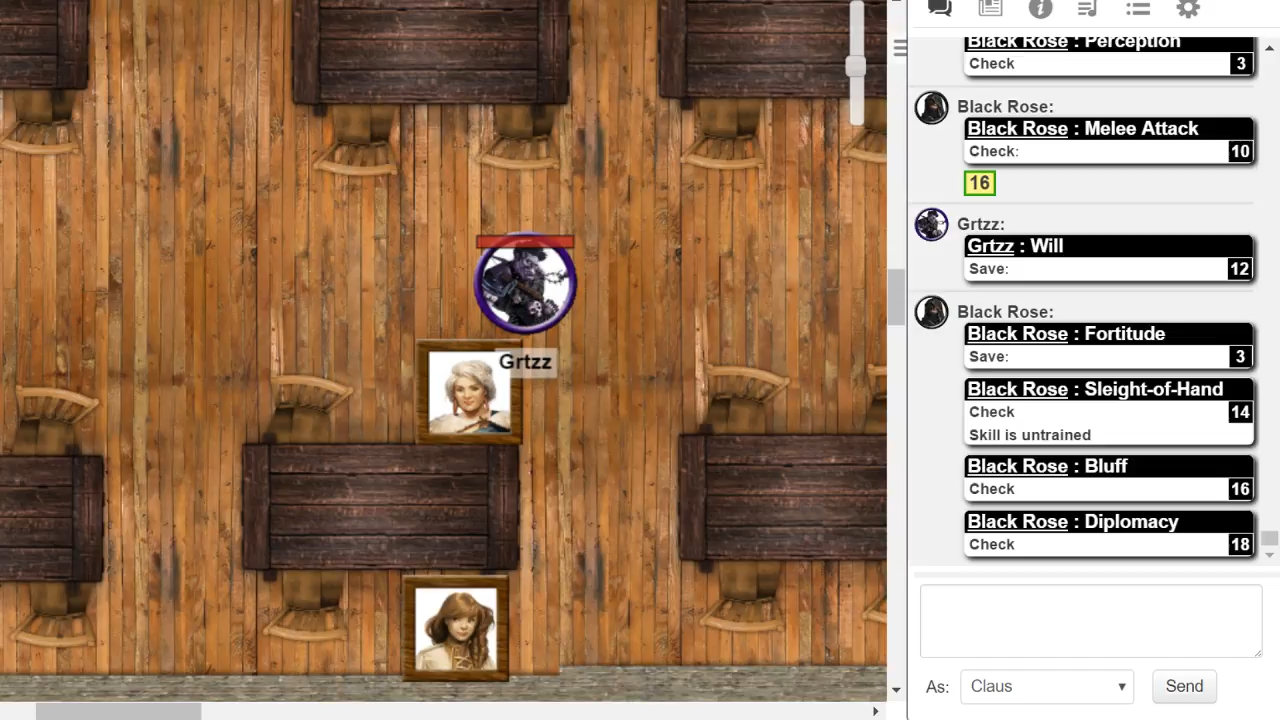 Black Rose : Perception
Check 3
Black Rose:
Black Rose : Melee Attack
Check: 10
16
Grtzz:
Grtzz : Will
Save: 12
Black Rose:
Black Rose : Fortitude
Save: 3
Black Rose : Sleight-of-Hand
Check 14
Skill is untrained
Black Rose : Bluff
Check 16
Black Rose : Diplomacy
Check 18
Grtzz
As: Claus Send